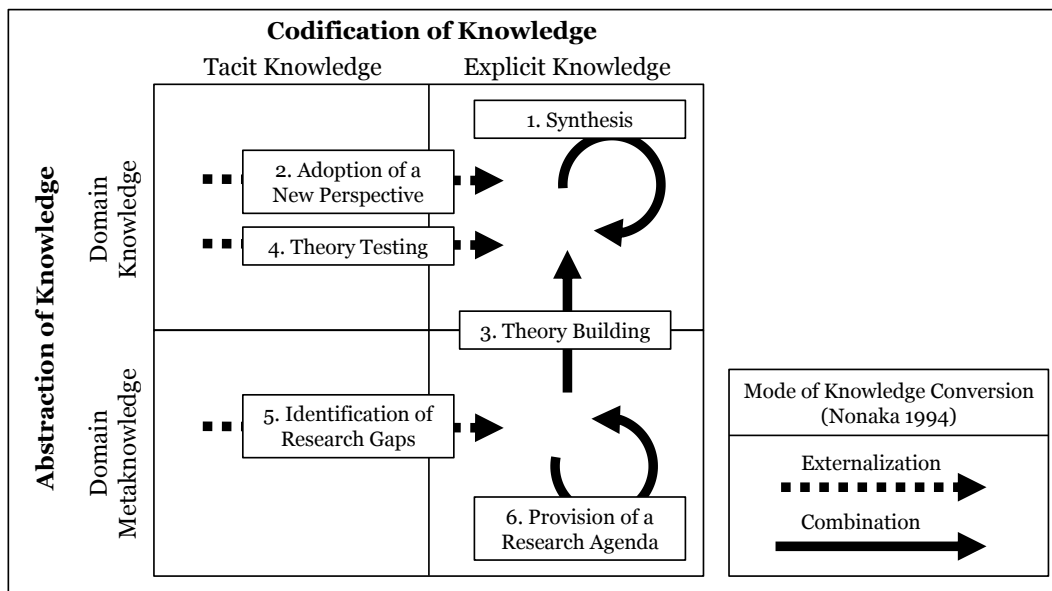 Codification of Knowledge
Tacit Knowledge
Explicit Knowledge
Abstraction of Knowledge
Domain
Knowledge
Domain
Metaknowledge
1. Synthesis
2. Adoption of a
New Perspective
4. Theory Testing
3. Theory Building
5. Identification of
Research Gaps
6. Provision of a
Research Agenda
Mode of Knowledge Conversion
(Nonaka 1994)
Externalization
Combination